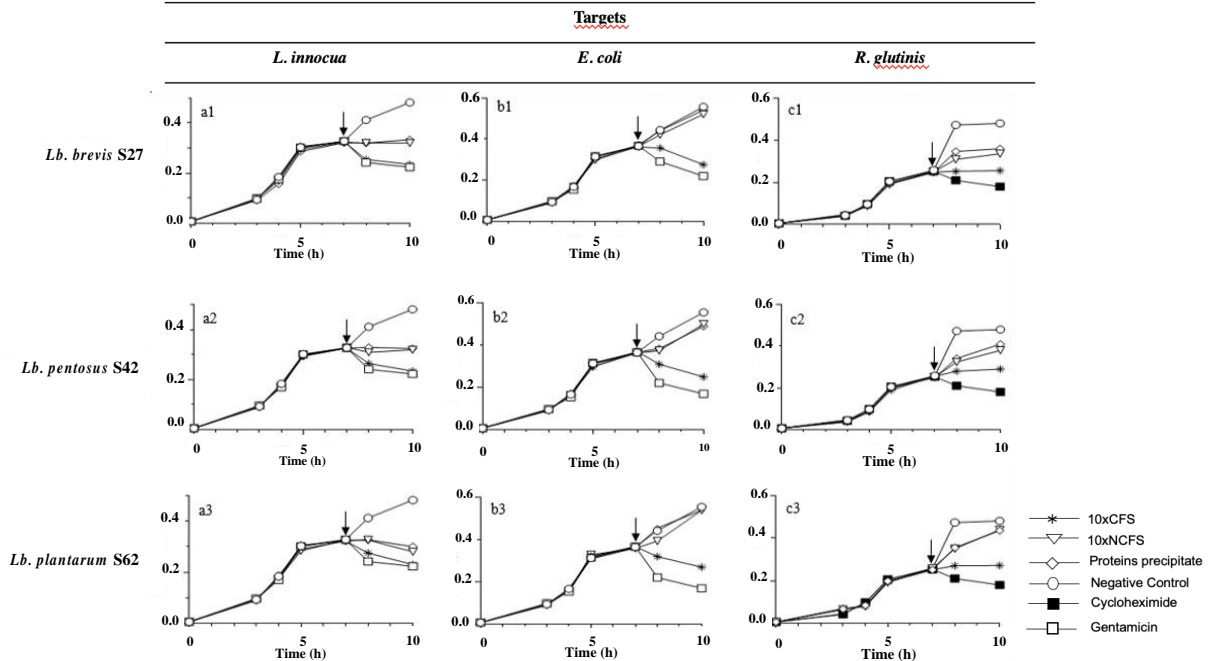 Targets
L. innocua E. coli R. glutinis
Lb. brevis S27
a1
0.4
0.2
0.0
0 5 10
Time (h)
b1
0.6
0.4
0.2
0.0
0 5 10
Time (h)
c1
0.6
0.4
0.2
0.0
0 5 10
Time (h)
Lb. pentosus S42
a2
0.4
0.2
0.0
0 5 10
Time (h)
b2
0.6
0.4
0.2
0.0
0 5 10
Time (h)
c2
0.6
0.4
0.2
0.0
0 5 10
Time (h)
Lb. plantarum S62
a3
0.4
0.2
0.0
0 5 10
Time (h)
b3
0.6
0.4
0.2
0.0
0 5 10
Time (h)
c3
0.6
0.4
0.2
0.0
0 5 10
Time (h)
10xCFS
10xNCFS
Proteins precipitate
Negative Control
Cycloheximide
Gentamicin